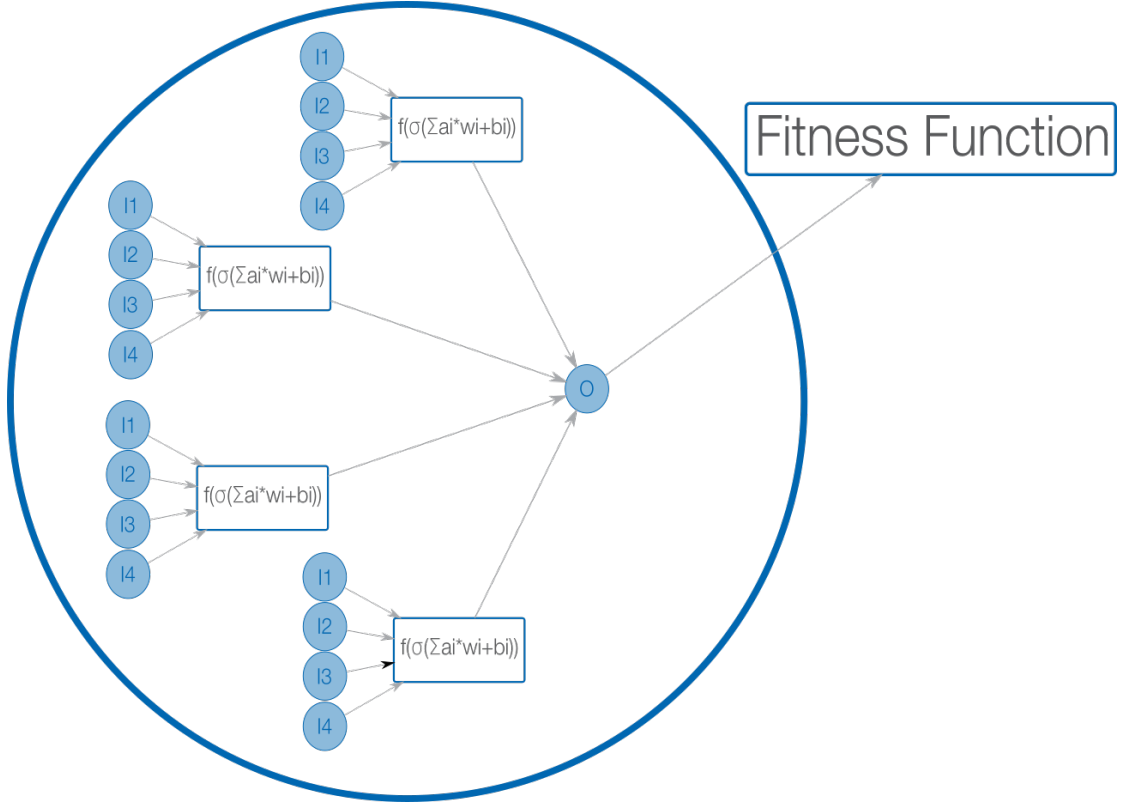 I1
I2
I3
I4
f(σ(Σai*wi+bi))
Fitness Function
I1
I2
I3
I4
f(σ(Σai*wi+bi))
O
I1
I2
I3
I4
f(σ(Σai*wi+bi))
I1
I2
I3
I4
f(σ(Σai*wi+bi))